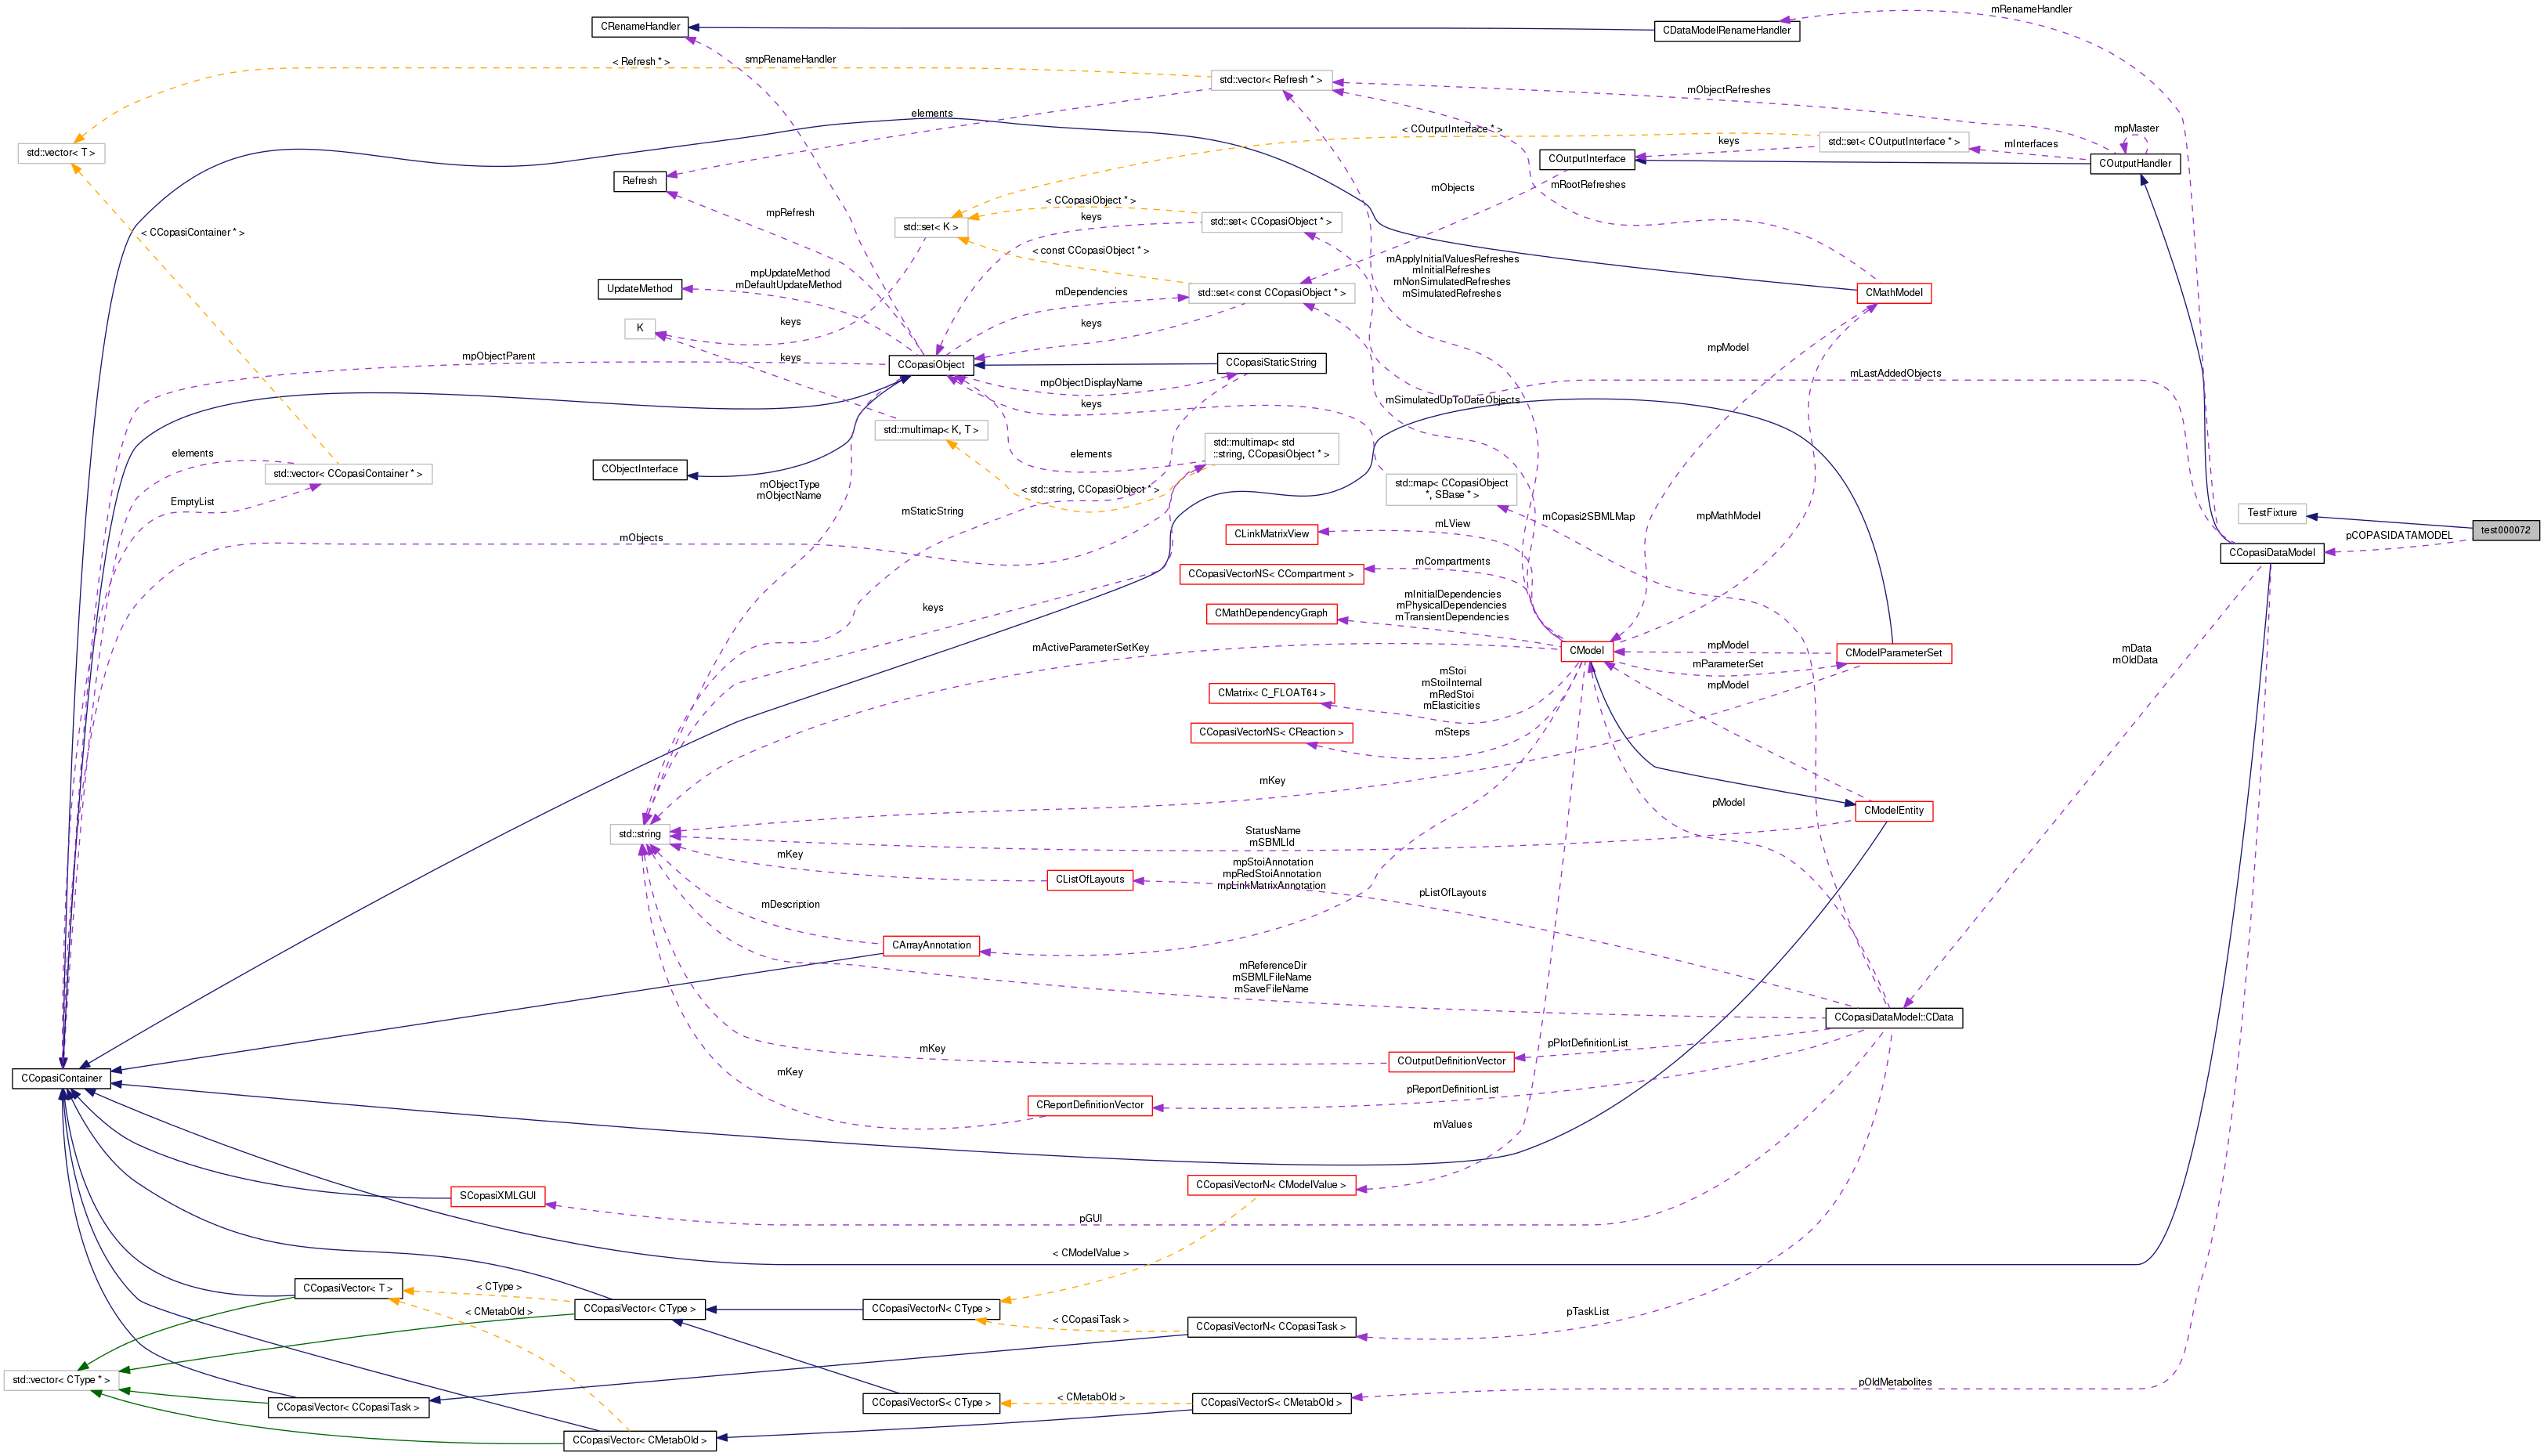 mRenameHandler
CRenameHandler
CDataModelRenameHandler
smpRenameHandler
< Refresh * >
std::vector< Refresh * >
mObjectRefreshes
elements
< COutputInterface * >
mpMaster
keys
std::set< COutputInterface * >
mInterfaces
std::vector< T >
COutputInterface
COutputHandler
Refresh
mObjects
mRootRefreshes
< CCopasiObject * >
mpRefresh
keys
std::set< K >
std::set< CCopasiObject * >
< CCopasiContainer * >
< const CCopasiObject * >
mApplyInitialValuesRefreshes
mInitialRefreshes
mNonSimulatedRefreshes
mSimulatedRefreshes
mpUpdateMethod
mDefaultUpdateMethod
UpdateMethod
mDependencies
std::set< const CCopasiObject * >
CMathModel
K
keys
keys
mpObjectParent
keys
mpModel
CCopasiObject
CCopasiStaticString
mpObjectDisplayName
mLastAddedObjects
keys
mSimulatedUpToDateObjects
std::multimap< K, T >
std::multimap< std
::string, CCopasiObject * >
elements
elements
CObjectInterface
std::vector< CCopasiContainer * >
mObjectType
mObjectName
< std::string, CCopasiObject * >
std::map< CCopasiObject
*, SBase * >
EmptyList
mStaticString
mCopasi2SBMLMap
mpMathModel
TestFixture
test000072
mObjects
CLinkMatrixView
mLView
pCOPASIDATAMODEL
CCopasiDataModel
CCopasiVectorNS< CCompartment >
mCompartments
keys
CMathDependencyGraph
mInitialDependencies
mPhysicalDependencies
mTransientDependencies
mActiveParameterSetKey
CModel
mpModel
CModelParameterSet
mParameterSet
mpModel
mData
mOldData
CMatrix< C_FLOAT64 >
mStoi
mStoiInternal
mRedStoi
mElasticities
CCopasiVectorNS< CReaction >
mSteps
mKey
pModel
CModelEntity
std::string
StatusName
mSBMLId
mKey
CListOfLayouts
mpStoiAnnotation
mpRedStoiAnnotation
mpLinkMatrixAnnotation
pListOfLayouts
mDescription
CArrayAnnotation
mReferenceDir
mSBMLFileName
mSaveFileName
CCopasiDataModel::CData
mKey
pPlotDefinitionList
COutputDefinitionVector
CCopasiContainer
mKey
pReportDefinitionList
CReportDefinitionVector
mValues
SCopasiXMLGUI
CCopasiVectorN< CModelValue >
pGUI
< CModelValue >
CCopasiVector< T >
< CType >
CCopasiVector< CType >
CCopasiVectorN< CType >
< CMetabOld >
< CCopasiTask >
pTaskList
CCopasiVectorN< CCopasiTask >
std::vector< CType * >
pOldMetabolites
CCopasiVector< CCopasiTask >
CCopasiVectorS< CType >
< CMetabOld >
CCopasiVectorS< CMetabOld >
CCopasiVector< CMetabOld >